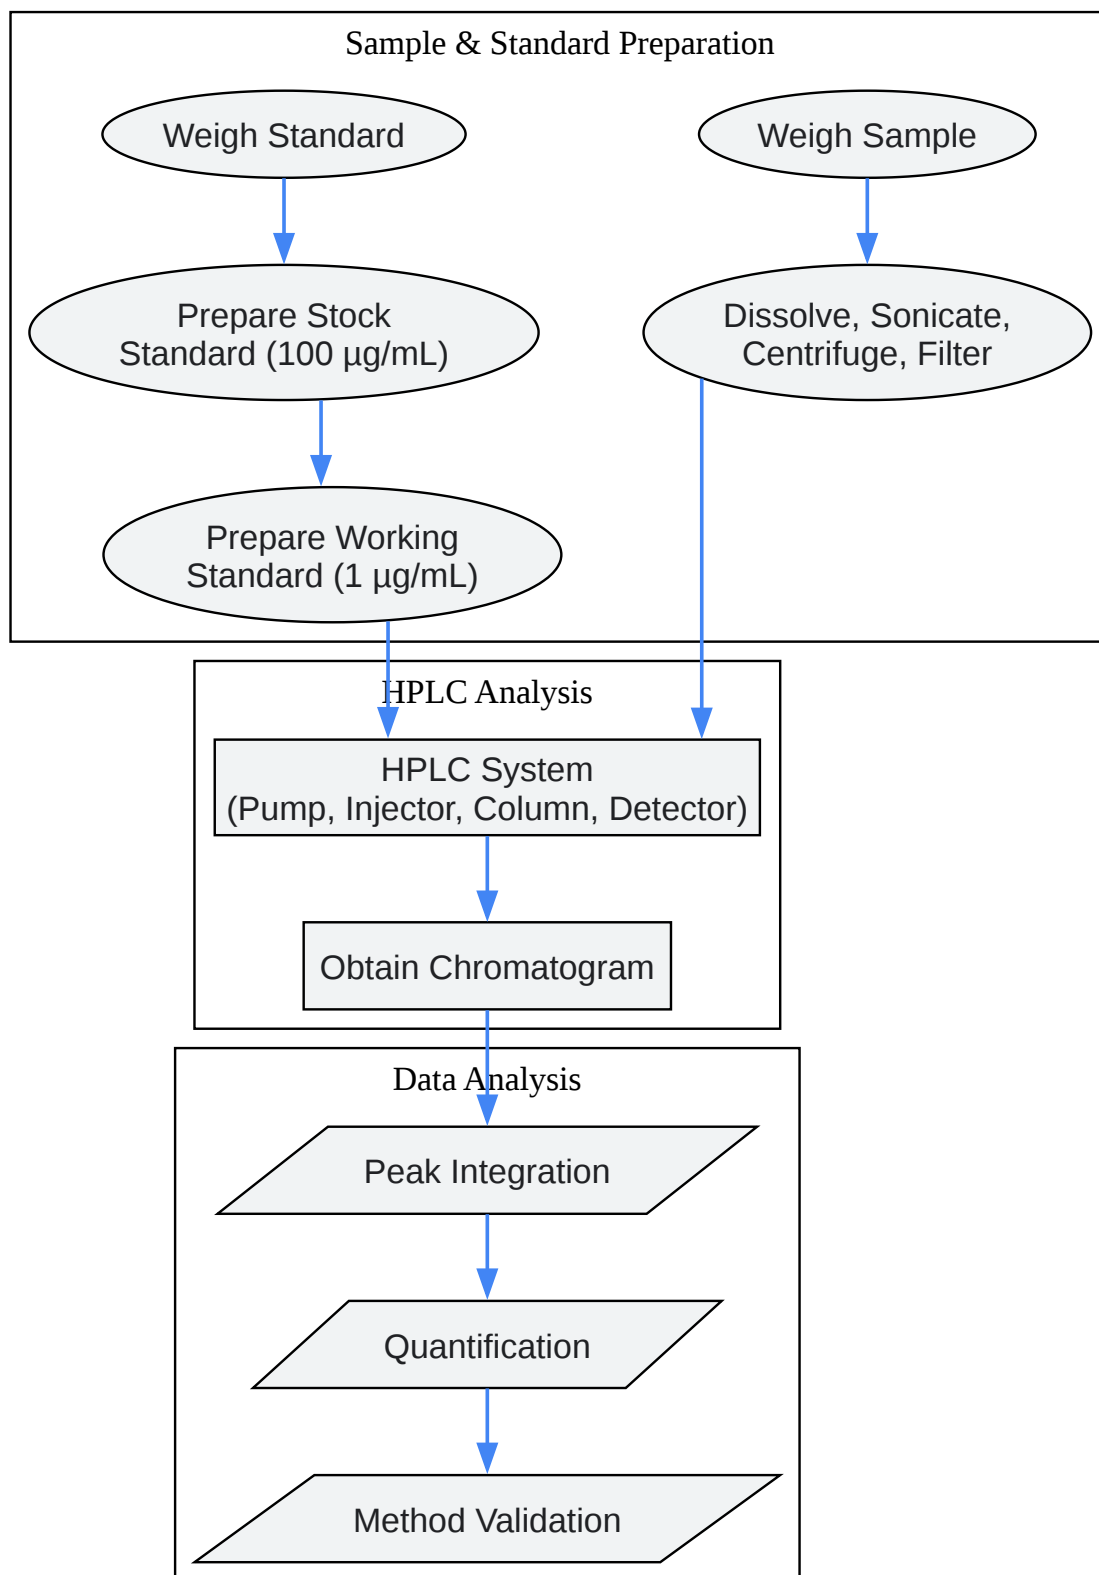 Sample & Standard Preparation
Weigh Standard
Weigh Sample
Prepare Stock
Standard (100 µg/mL)
Dissolve, Sonicate,
Centrifuge, Filter
Prepare Working
Standard (1 µg/mL)
HPLC Analysis
HPLC System
(Pump, Injector, Column, Detector)
Obtain Chromatogram
Data Analysis
Peak Integration
Quantification
Method Validation